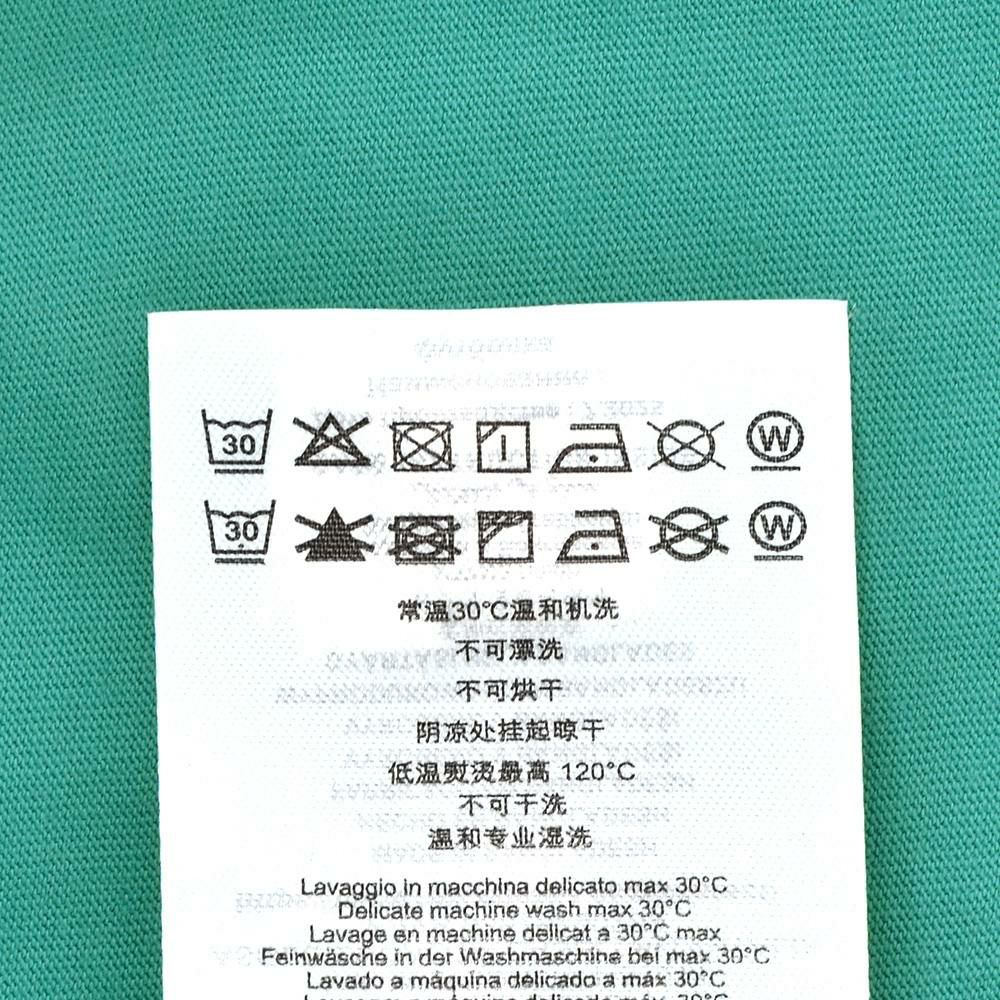 30 W
30 W
常温30°C温和机洗
不可漂洗
不可烘干
阴凉处挂起晾干
低温熨烫最高 120°C
不可干洗
温和专业湿洗
Lavaggio in macchina delicato max 30°C
Delicate machine wash max 30°C
Lavage en machine delicat a 30°C max
Feinwäsche in der Waschmaschine bei max 30°C
Lavado a máquina delicado a máx 30°C